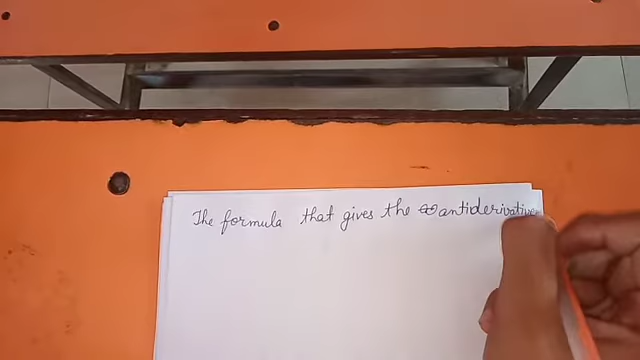 The formula that gives the antiderivative